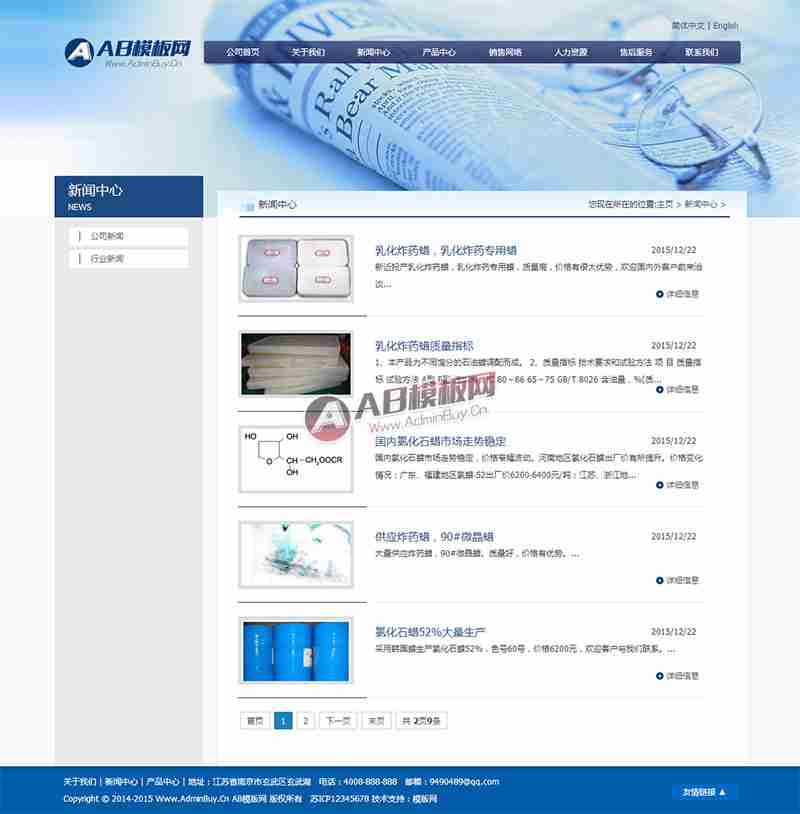 简体中文 | English
AB模板网
Www.AdminBuy.Cn
公司首页 关于我们 新闻中心 产品中心 销售网络 人力资源 售后服务 联系我们
INVE
Rally
Bear Ma
新闻中心
NEWS
公司新闻
行业新闻
新闻中心 您现在所在的位置:主页 > 新闻中心 >
乳化炸药蜡，乳化炸药专用蜡 2015/12/22
新近投产乳化炸药蜡，乳化炸药专用蜡，质量高，价格有很大优势，欢迎国内外客户前来洽
谈...
详细信息
乳化炸药蜡质量指标 2015/12/22
1、本产品为不同熔分的石油蜡调配而成。 2、质量指标 技术要求和试验方法 项 目 质量指
标 试验方法 80～86 65～75 GB/T 8026 含油量，%(质...
详细信息
AB模板网
Www.AdminBuy.Cn
HO OH
O CH—CH₂OOCR
OH
国内氯化石蜡市场走势稳定 2015/12/22
国内氯化石蜡市场走势稳定，价格窄幅波动。河南地区氯化石蜡出厂价有所提升。价格变化
情况：广东、福建地区氯蜡-52出厂价6200-6400元/吨；江苏、浙江地...
详细信息
供应炸药蜡，90#微晶蜡 2015/12/22
大量供应炸药蜡，90#微晶蜡。质量好，价格有优势。...
详细信息
氯化石蜡52%大量生产 2015/12/22
采用韩国蜡生产氯化石蜡52%，色号60号，价格6200元，欢迎客户与我们联系。...
详细信息
首页 1 2 下一页 末页 共 2页9条
关于我们 | 新闻中心 | 产品中心 | 地址：江苏省南京市玄武区玄武湖 电话：4008-888-888 邮箱：9490489@qq.com
Copyright © 2014-2015 Www.AdminBuy.Cn AB模板网 版权所有 苏ICP12345678 技术支持：模板网
友情链接 ▲